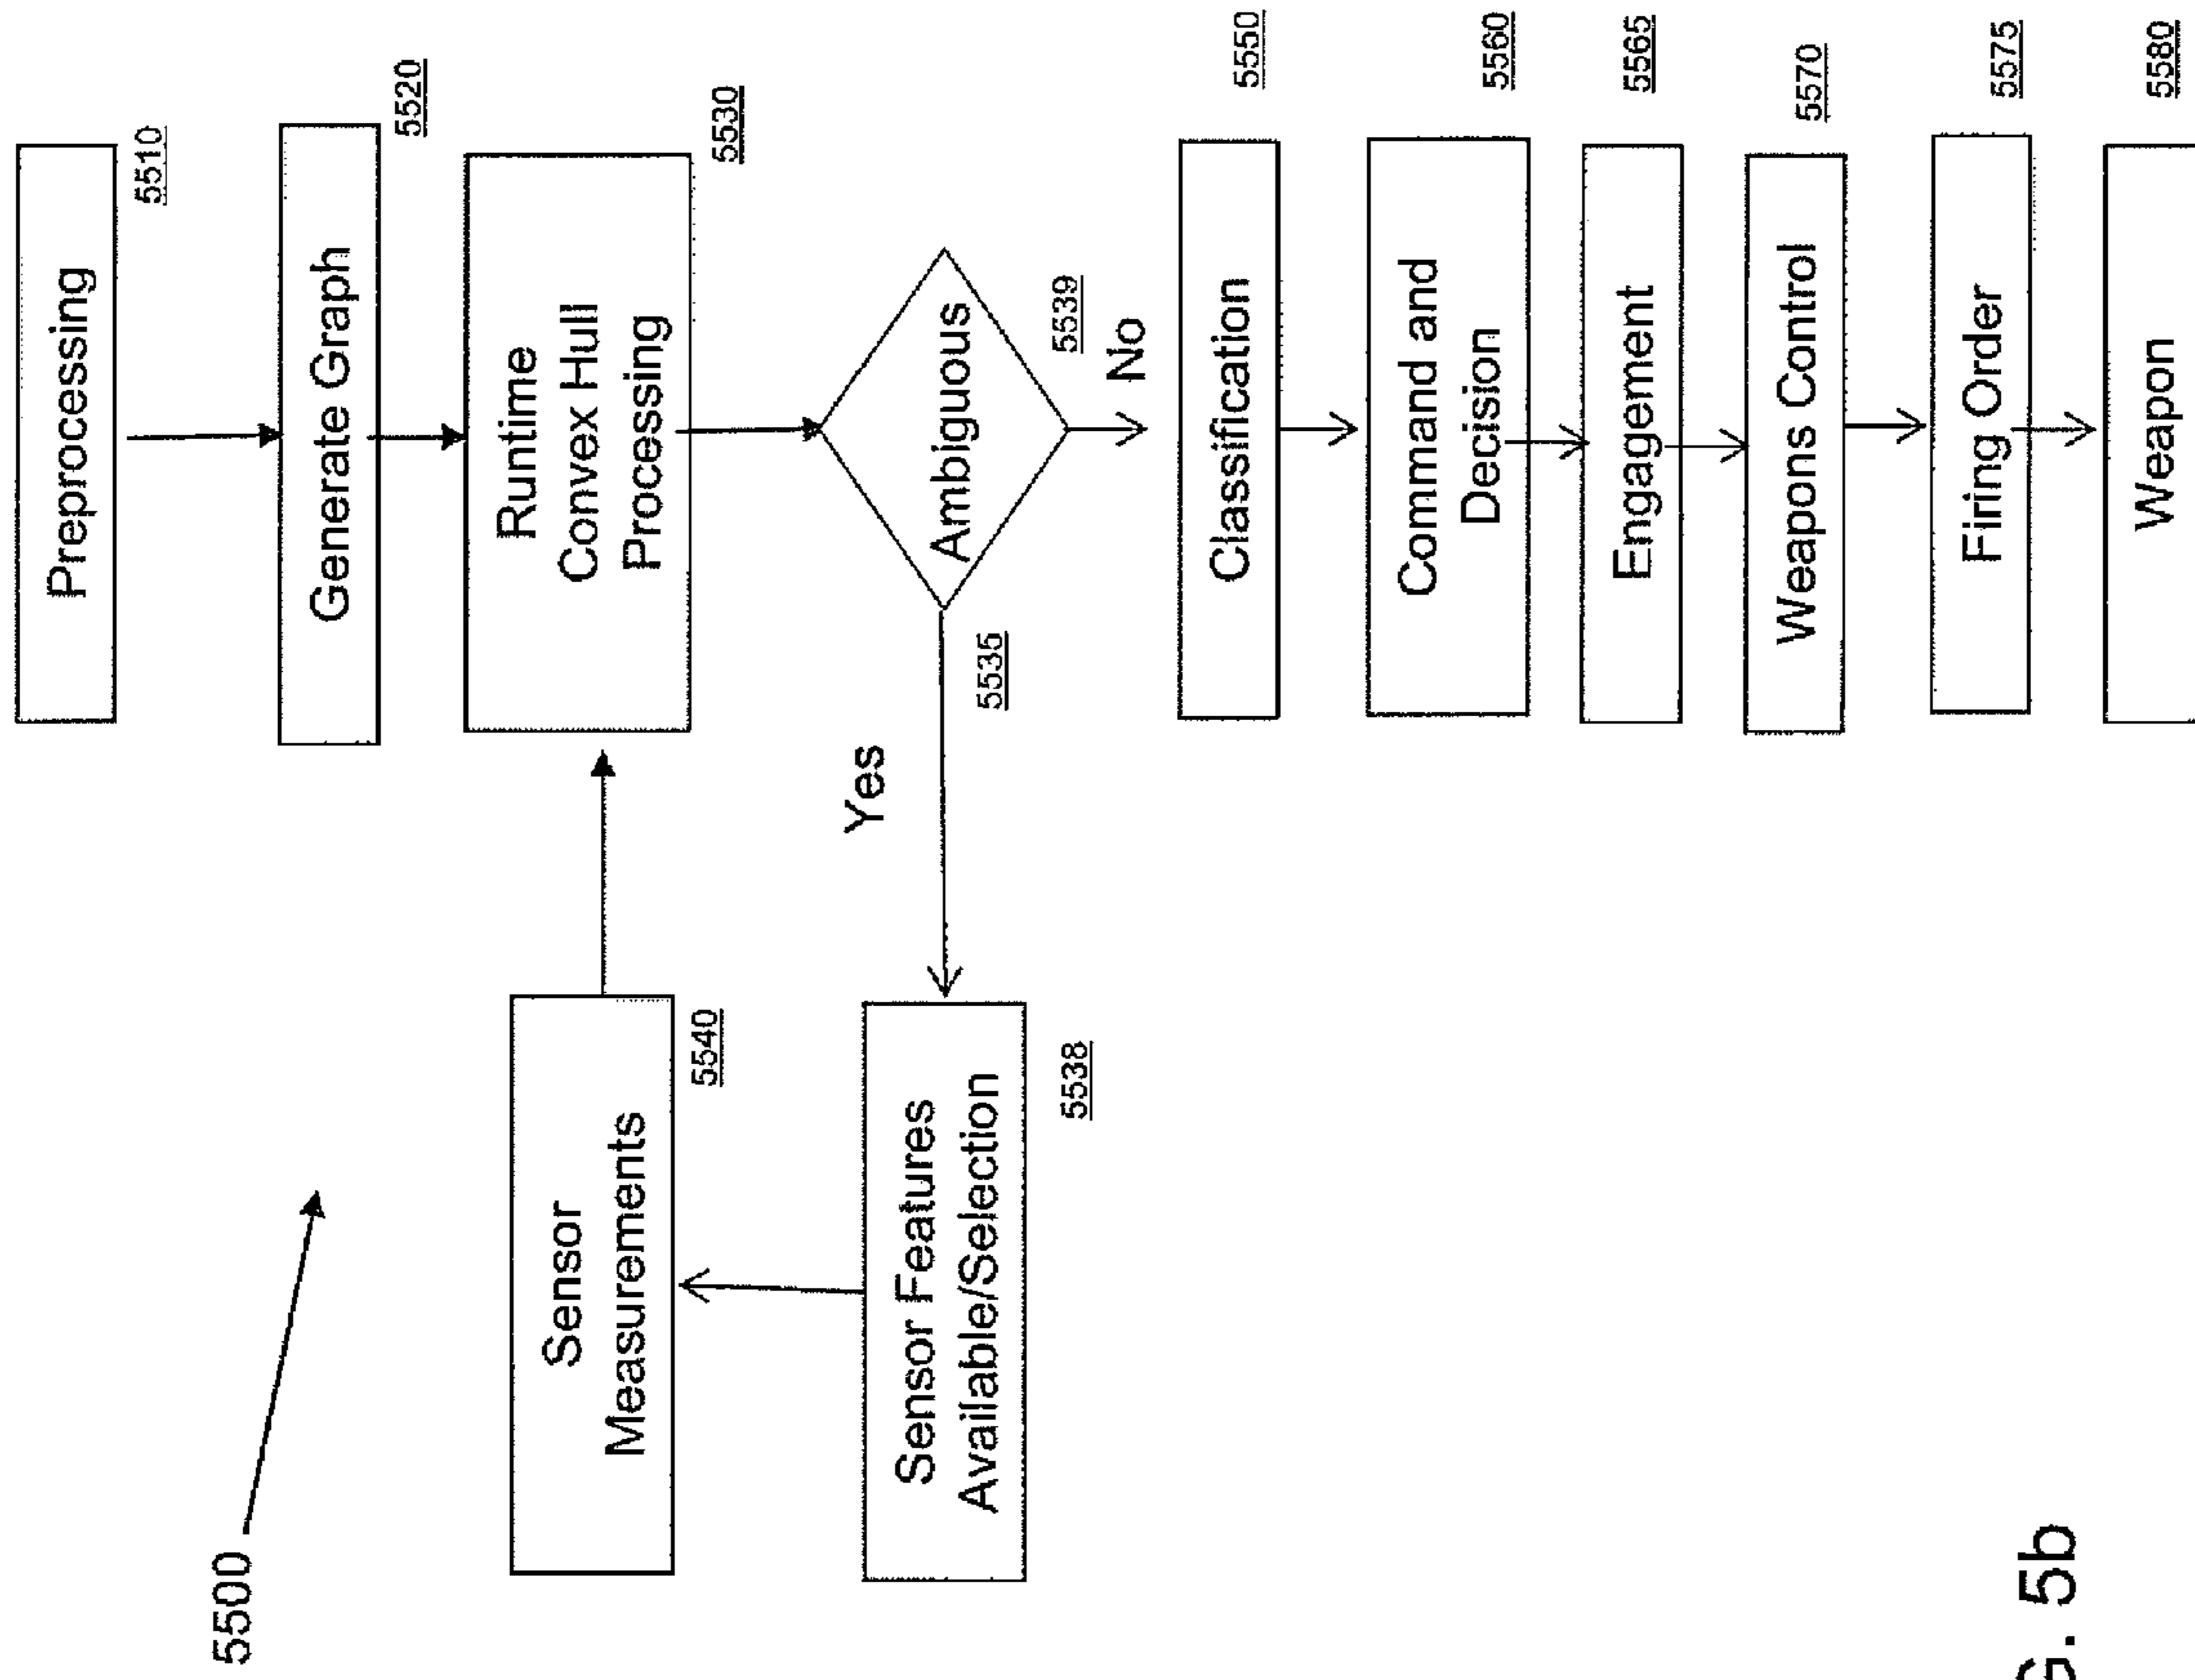 5500
Preprocessing
5510
Generate Graph
5520
Runtime
Convex Hull
Processing
5530
Ambiguous
5535
5539
Yes
No
Sensor
Measurements
5540
Sensor Features
Available/Selection
5538
Classification
5550
Command and
Decision
5560
Engagement
5565
Weapons Control
5570
Firing Order
5575
Weapon
5580
G. 5b